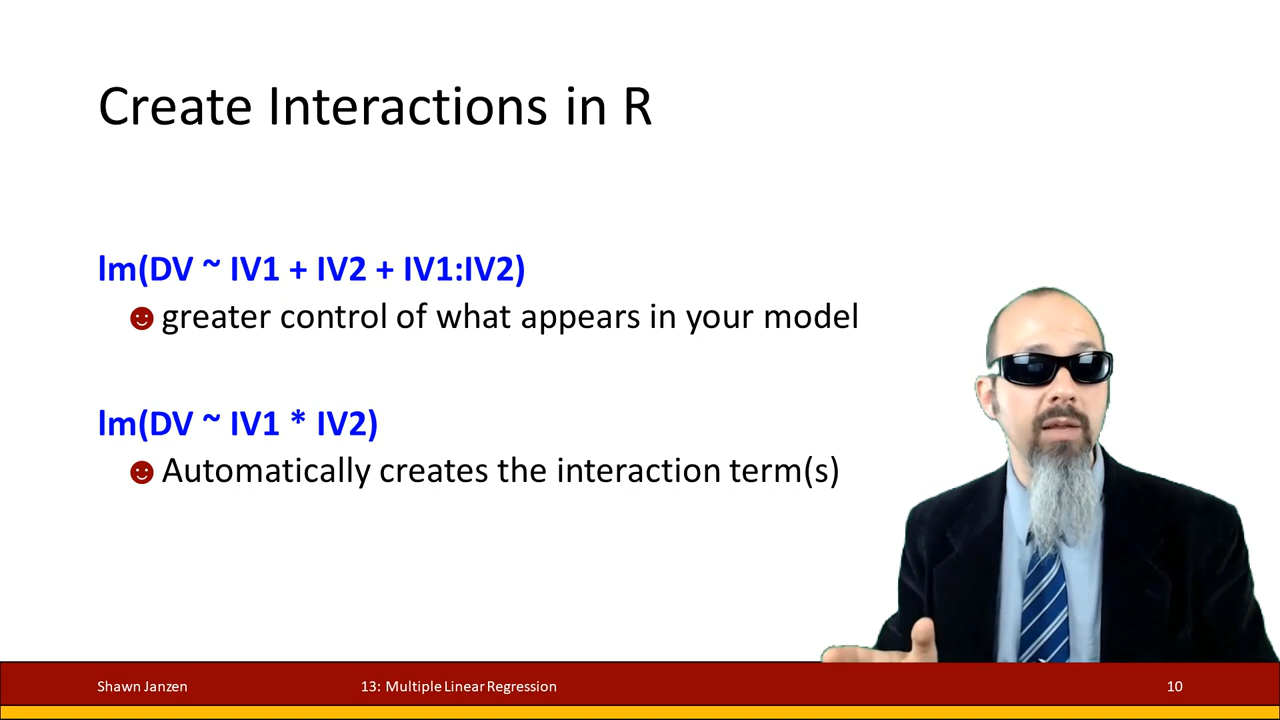 Create Interactions in R
lm(DV ~ IV1 + IV2 + IV1:IV2)
greater control of what appears in your model
lm(DV ~ IV1 * IV2)
Automatically creates the interaction term(s)
Shawn Janzen
13: Multiple Linear Regression
10